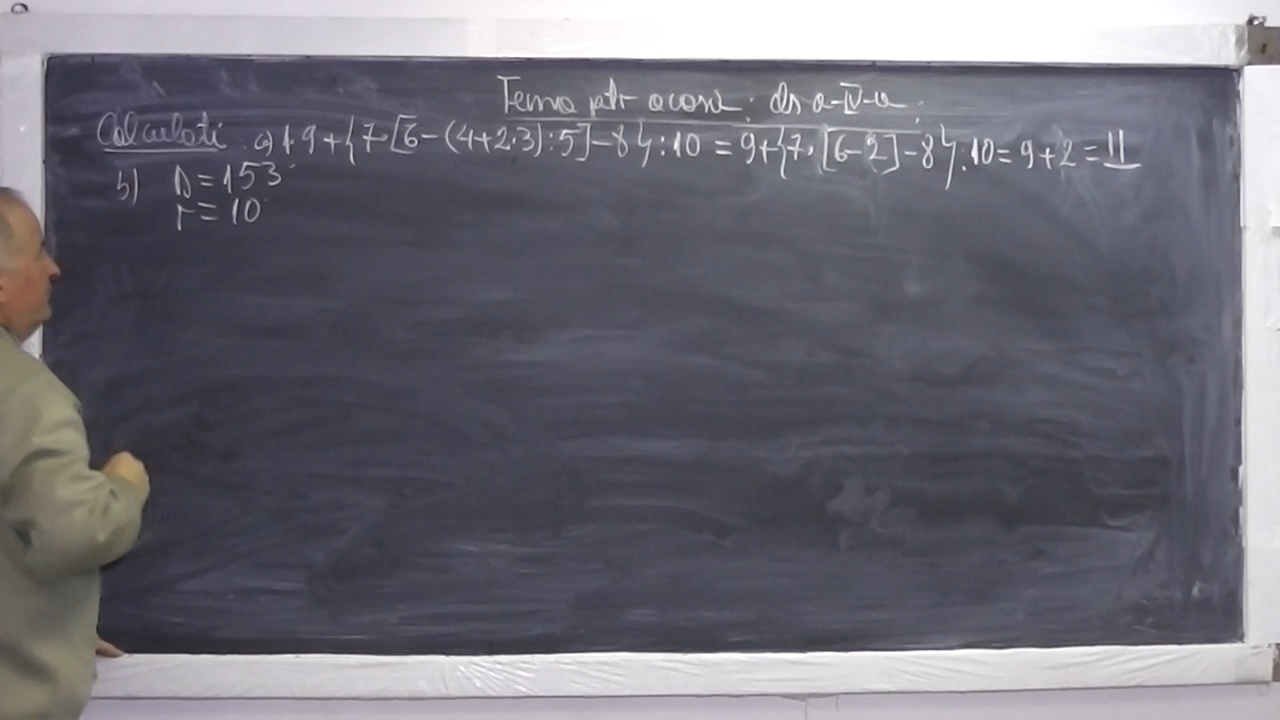 Tema ptr acasă: cls a-IV-a.
Calculati: a). 9+{7·[6-(4+2·3):5]-8}:10 = 9+{7·[6-2]-8}:10 = 9+2 = 11
b) D=153
r=10